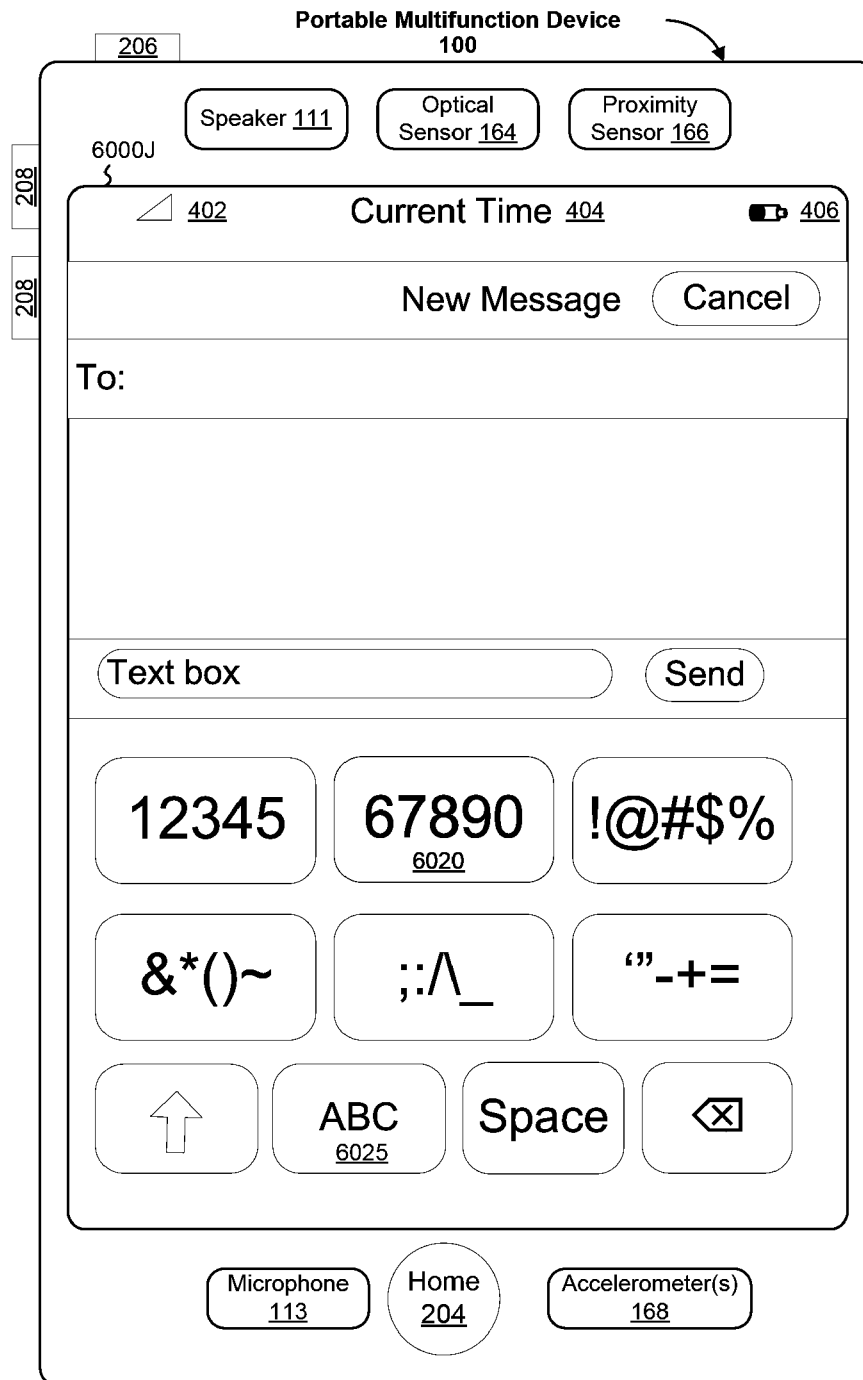 Portable Multifunction Device
100
206
Speaker 111
Optical
Sensor 164
Proximity
Sensor 166
6000J
208
208
402
Current Time 404
406
New Message
Cancel
To:
Text box
Send
12345
67890
6020
!@#$%
&*()~
;:/\_
‘”-+=
ABC
6025
Space
Microphone
113
Home
204
Accelerometer(s)
168